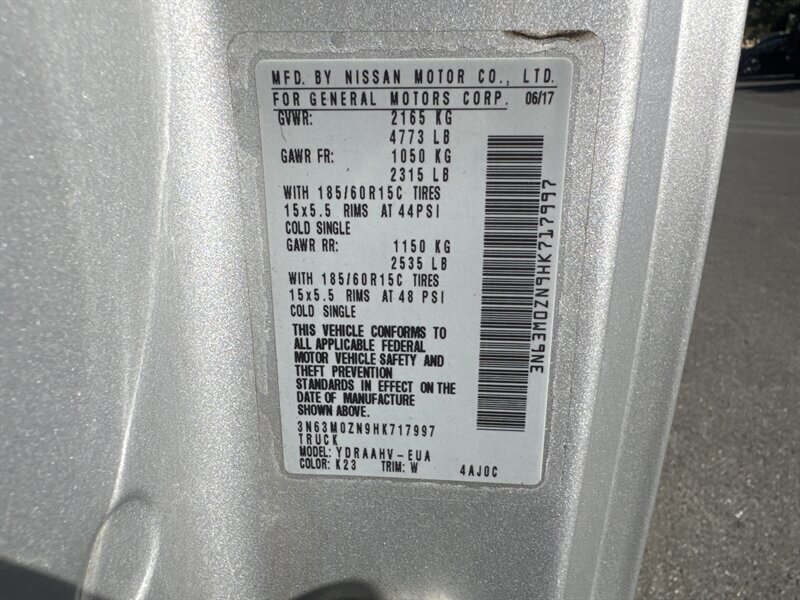 MFD. BY NISSAN MOTOR CO., LTD.
FOR GENERAL MOTORS CORP. 06/17
GVWR: 2165 KG
4773 LB
GAWR FR: 1050 KG
2315 LB
WITH 185/60R15C TIRES
15x5.5 RIMS AT 44PSI
COLD SINGLE
GAWR RR: 1150 KG
2535 LB
WITH 185/60R15C TIRES
15x5.5 RIMS AT 48 PSI
COLD SINGLE
THIS VEHICLE CONFORMS TO
ALL APPLICABLE FEDERAL
MOTOR VEHICLE SAFETY AND
THEFT PREVENTION
STANDARDS IN EFFECT ON THE
DATE OF MANUFACTURE
SHOWN ABOVE.
3N63M0ZN9HK717997
TRUCK
MODEL: YDRAAHV-EUA
COLOR: K23 TRIM: W 4AJ0C
3N63M0ZN9HK717997